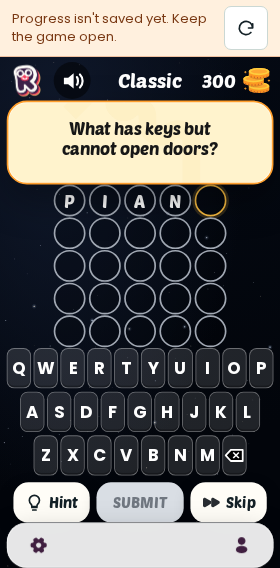 Progress isn't saved yet. Keep
the game open.
Classic 300
What has keys but
cannot open doors?
P I A N
Q W E R T Y U I O P
A S D F G H J K L
Z X C V B N M
Hint SUBMIT Skip